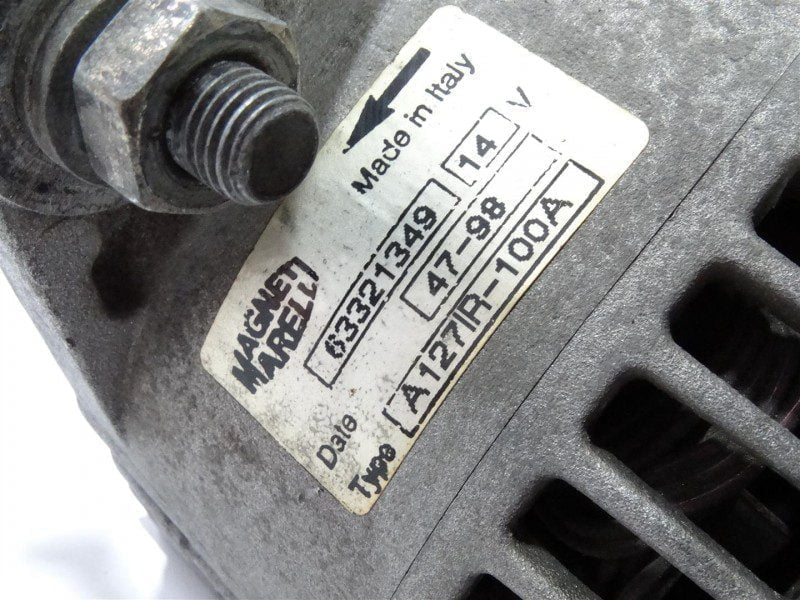 Made in Italy
MAGNETI
MARELLI
63321349 14 V
Date 47-98
Type A127IR-100A